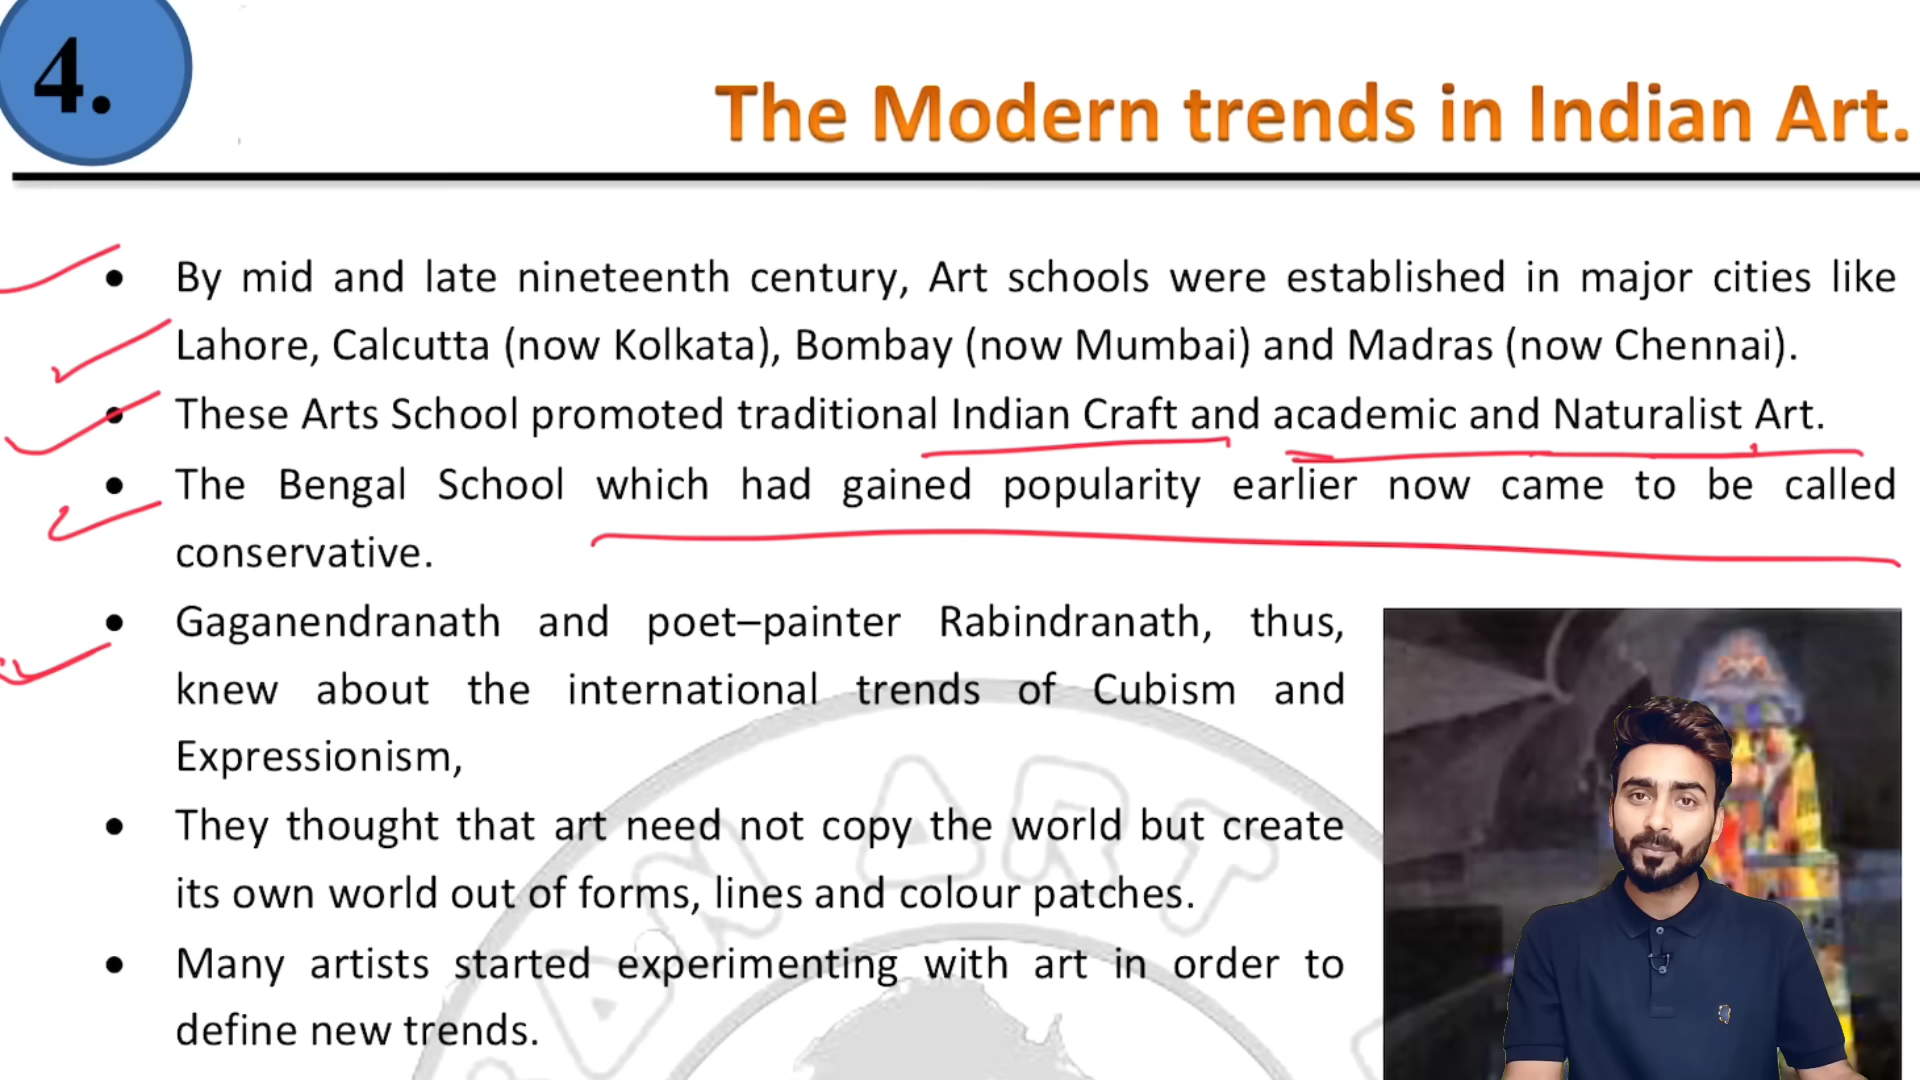 4.
The Modern trends in Indian Art.
• By mid and late nineteenth century, Art schools were established in major cities like
Lahore, Calcutta (now Kolkata), Bombay (now Mumbai) and Madras (now Chennai).
• These Arts School promoted traditional Indian Craft and academic and Naturalist Art.
• The Bengal School which had gained popularity earlier now came to be called
conservative.
• Gaganendranath and poet–painter Rabindranath, thus,
knew about the international trends of Cubism and
Expressionism,
• They thought that art need not copy the world but create
its own world out of forms, lines and colour patches.
• Many artists started experimenting with art in order to
define new trends.
ART